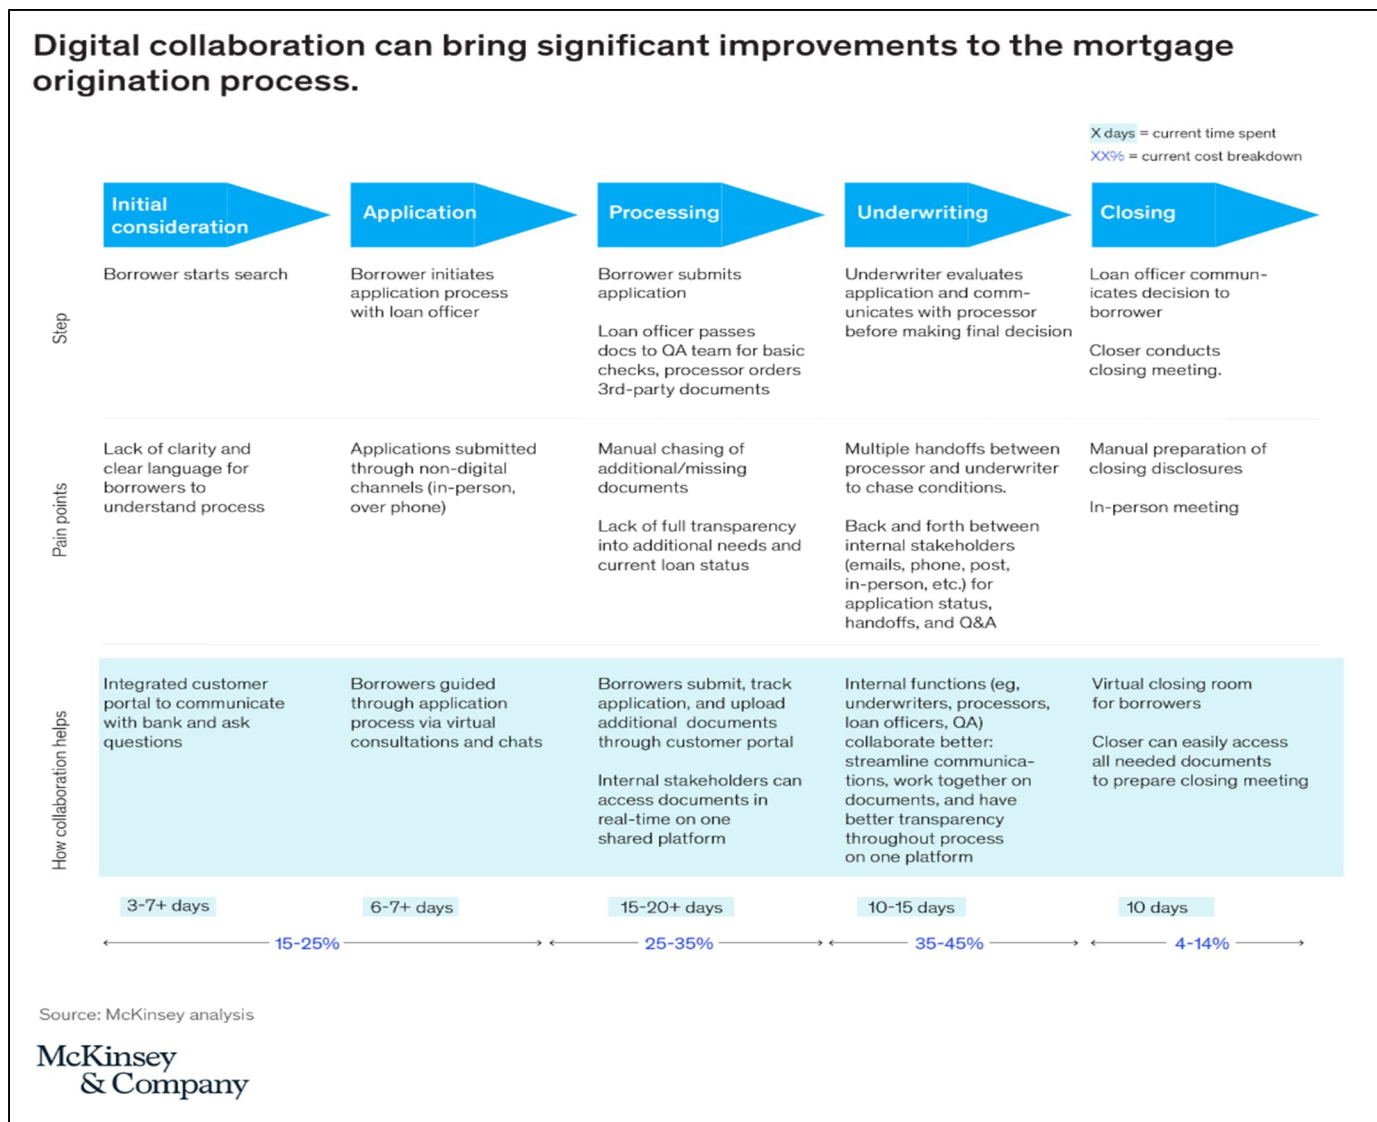 Digital collaboration can bring significant improvements to the mortgage
origination process.
X days = current time spent
XX% = current cost breakdown
Initial
consideration
Application
Processing
Underwriting
Closing
Step
Borrower starts search
Borrower initiates
application process
with loan officer
Borrower submits
application
Loan officer passes
docs to QA team for basic
checks, processor orders
3rd-party documents
Underwriter evaluates
application and comm-
unicates with processor
before making final decision
Loan officer commun-
icates decision to
borrower
Closer conducts
closing meeting.
Pain points
Lack of clarity and
clear language for
borrowers to
understand process
Applications submitted
through non-digital
channels (in-person,
over phone)
Manual chasing of
additional/missing
documents
Lack of full transparency
into additional needs and
current loan status
Multiple handoffs between
processor and underwriter
to chase conditions.
Back and forth between
internal stakeholders
(emails, phone, post,
in-person, etc.) for
application status,
handoffs, and Q&A
Manual preparation of
closing disclosures
In-person meeting
How collaboration helps
Integrated customer
portal to communicate
with bank and ask
questions
Borrowers guided
through application
process via virtual
consultations and chats
Borrowers submit, track
application, and upload
additional documents
through customer portal
Internal stakeholders can
access documents in
real-time on one
shared platform
Internal functions (eg,
underwriters, processors,
loan officers, QA)
collaborate better:
streamline communica-
tions, work together on
documents, and have
better transparency
throughout process
on one platform
Virtual closing room
for borrowers
Closer can easily access
all needed documents
to prepare closing meeting
3-7+ days
6-7+ days
15-20+ days
10-15 days
10 days
15-25%
25-35%
35-45%
4-14%
Source: McKinsey analysis
McKinsey
& Company